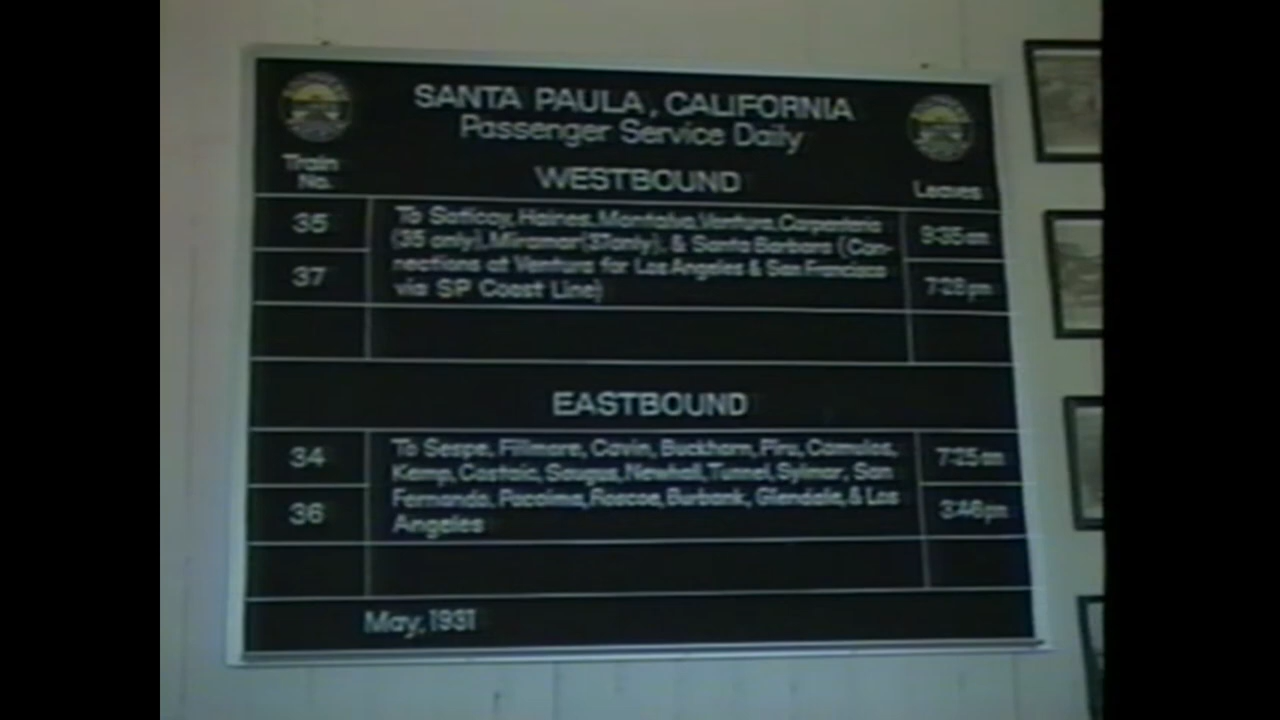 SANTA PAULA, CALIFORNIA
Passenger Service Daily
Train
No.
WESTBOUND
Leaves
35
To Saticoy, Haines, Montalvo, Ventura, Carpenteria
(35 only), Miramar (37 only), & Santa Barbara (Con-
nections at Ventura for Los Angeles & San Francisco
via SP Coast Line)
9:35am
37
7:28pm
EASTBOUND
34
To Sespe, Fillmore, Cavin, Buckham, Piru, Camulos,
Kemp, Castaic, Saugus, Newhall, Tunnel, Sylmar, San
Fernando, Pacoima, Roscoe, Burbank, Glendale, & Los
Angeles
7:25am
36
3:46pm
May, 1931